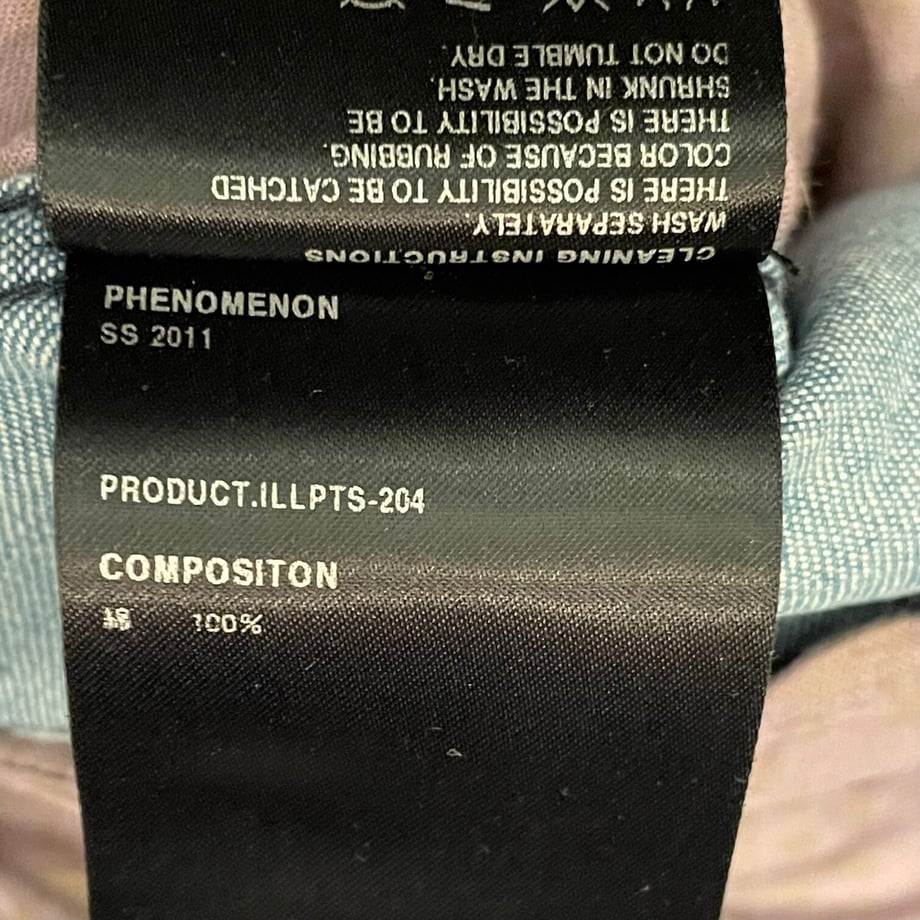 PHENOMENON
SS 2011
PRODUCT.ILLPTS-204
COMPOSITON
100%
CLEANING INSTRUCTIONS
WASH SEPARATELY.
THERE IS POSSIBILITY TO BE CATCHED
COLOR BECAUSE OF RUBBING.
THERE IS POSSIBILITY TO BE
SHRUNK IN THE WASH.
DO NOT TUMBLE DRY.